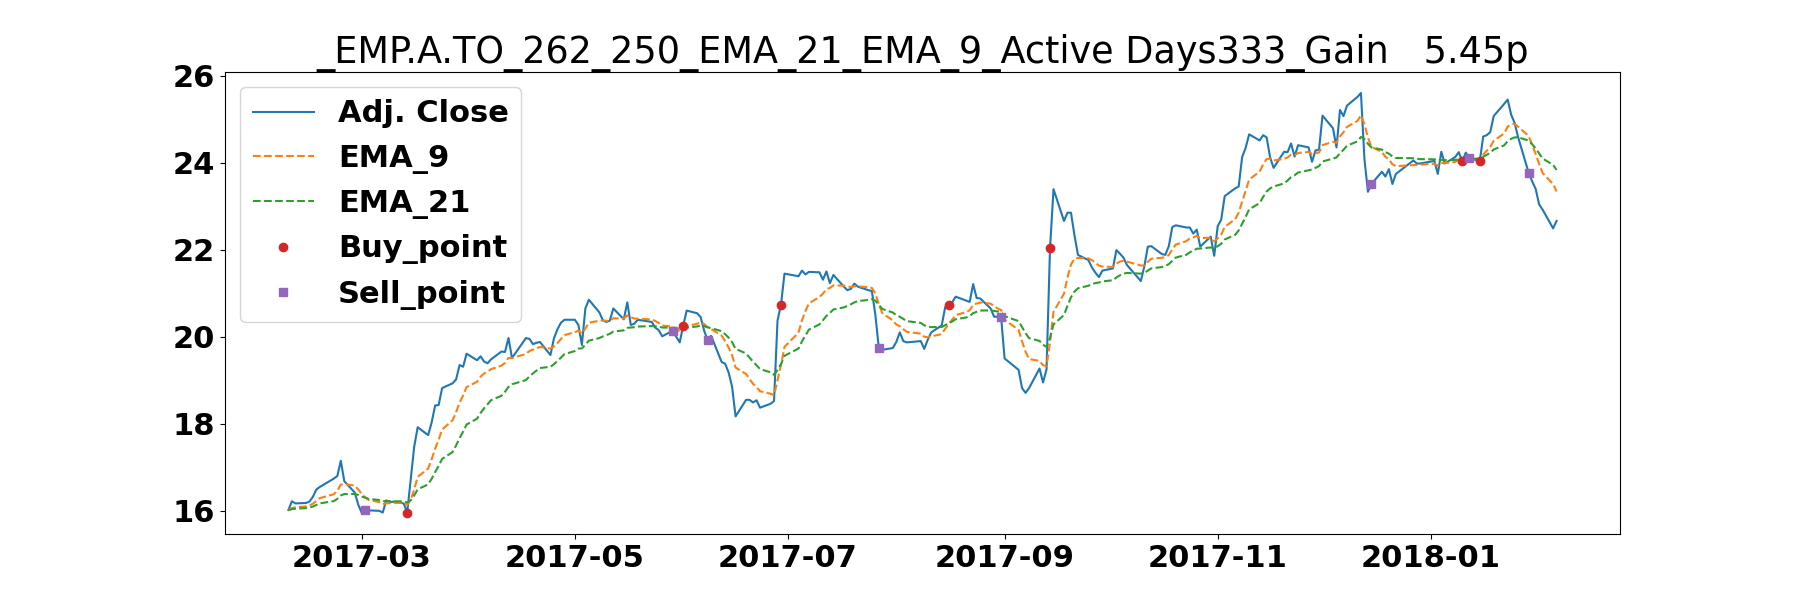 _EMP.A.TO_262_250_EMA_21_EMA_9_Active Days333_Gain   5.45p
26
24
22
20
18
16
Adj. Close
EMA_9
EMA_21
Buy_point
Sell_point
2017-03 2017-05 2017-07 2017-09 2017-11 2018-01